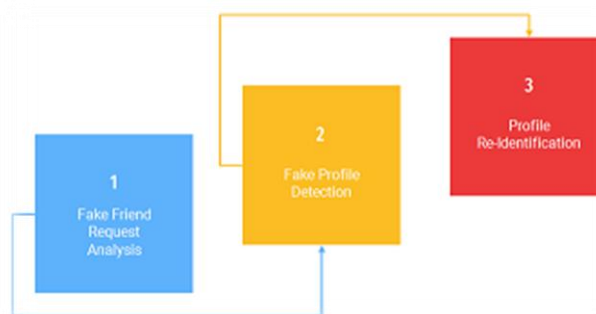 1
Fake Friend
Request
Analysis
2
Fake Profile
Detection
3
Profile
Re-Identification